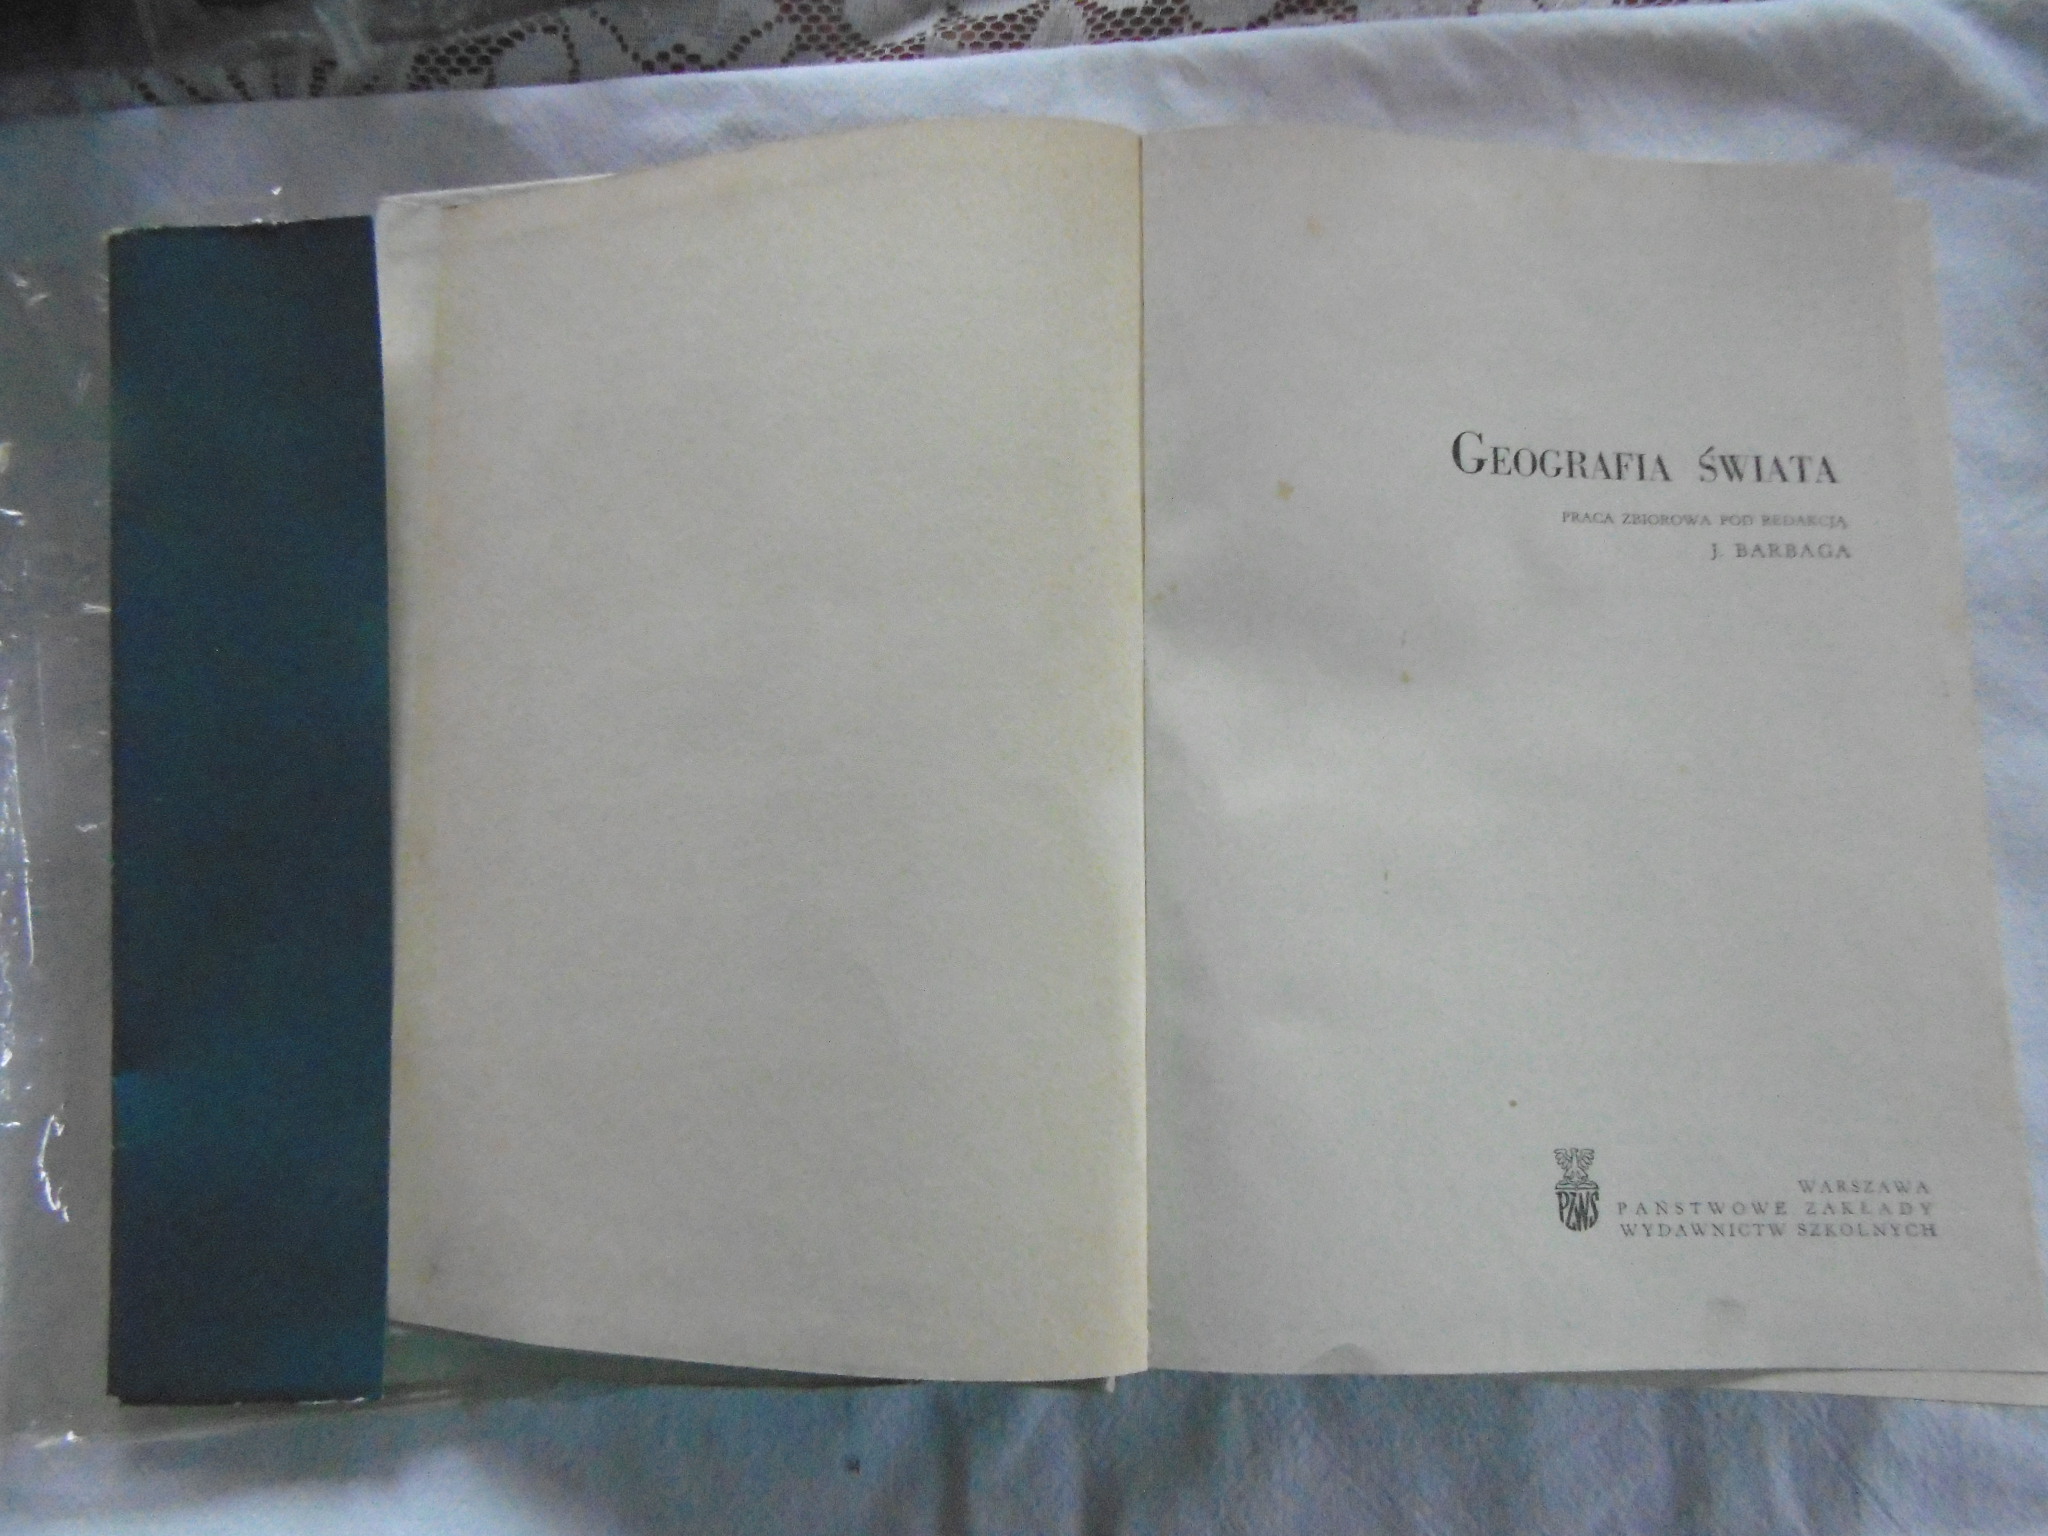 GEOGRAFIA ŚWIATA
PRACA ZBIOROWA POD REDAKCJĄ
J. BARBAGA
PZWS
WARSZAWA
PAŃSTWOWE ZAKŁADY
WYDAWNICTW SZKOLNYCH